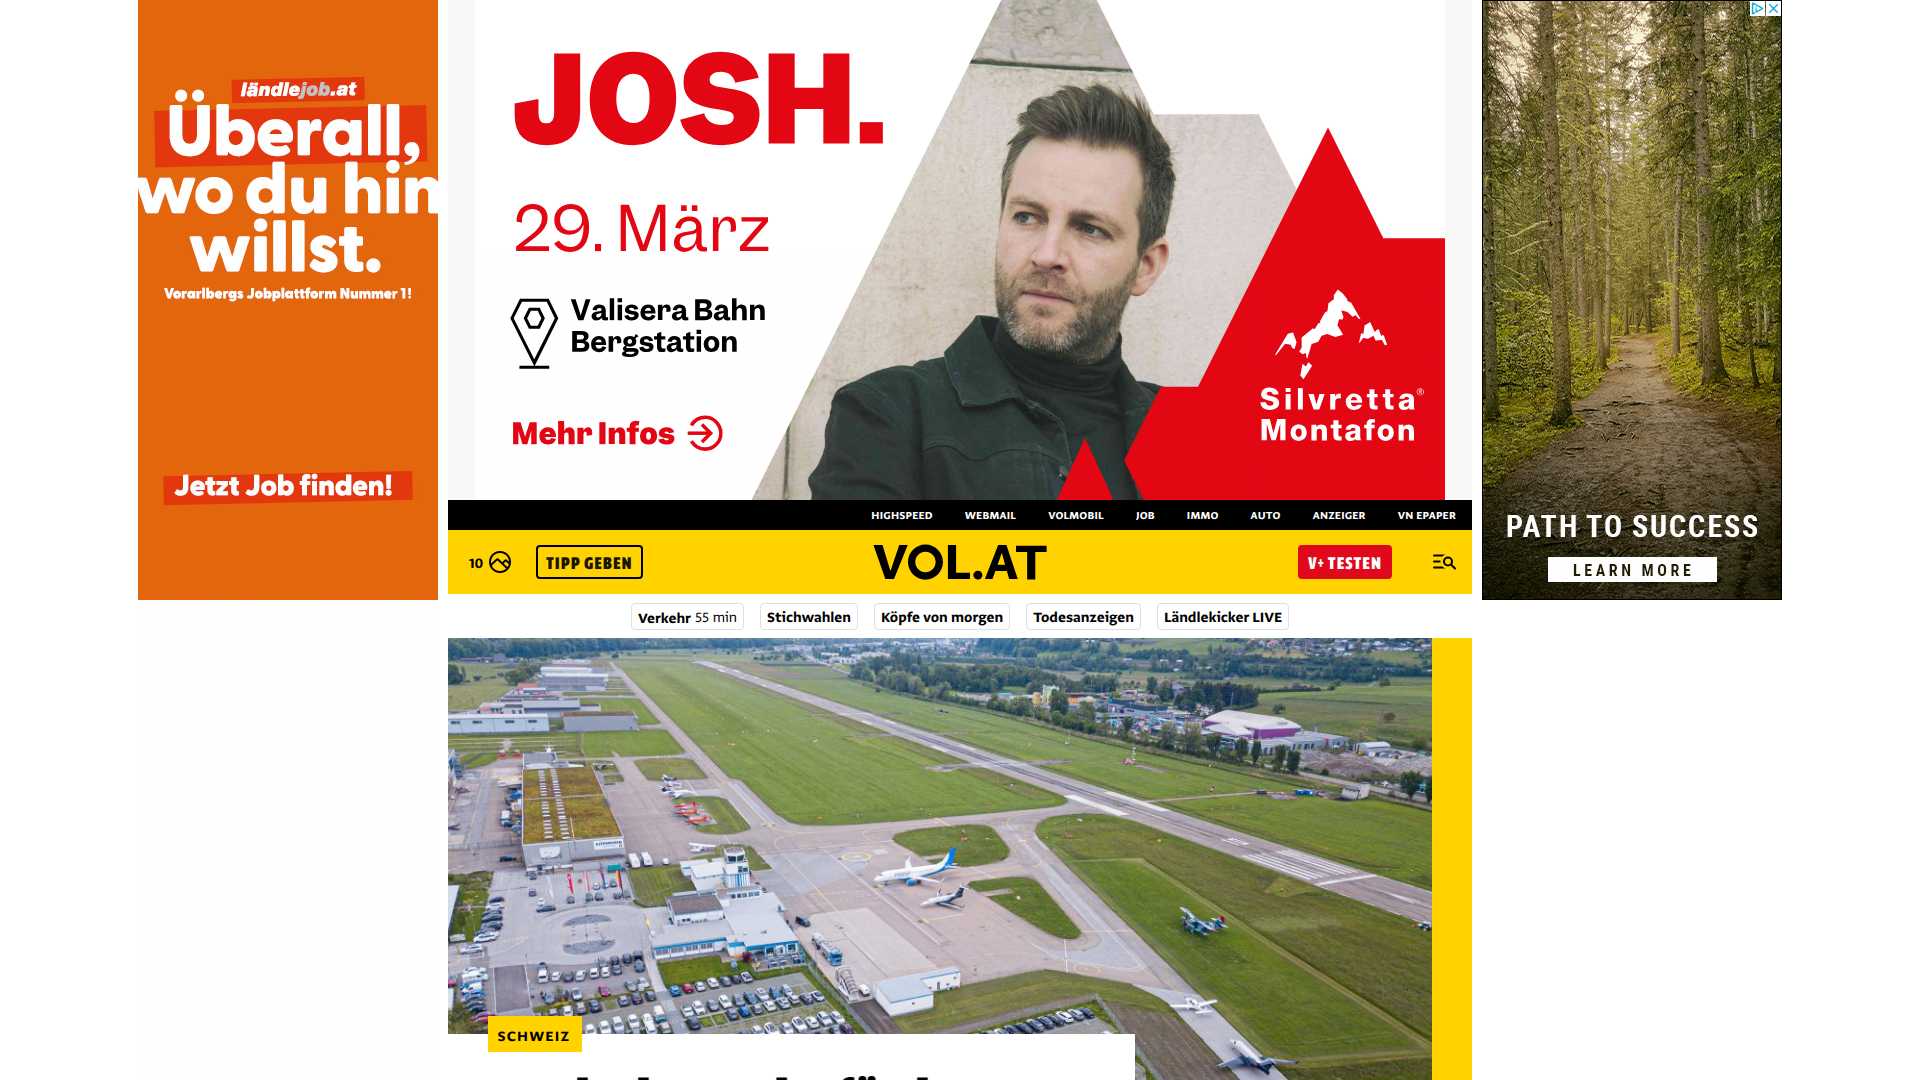 ländlejob.at
Überall,
wo du hin
willst.
Vorarlbergs Jobplattform Nummer 1!
Jetzt Job finden!
JOSH.
29. März
Valisera Bahn
Bergstation
Mehr Infos
Silvretta®
Montafon
PATH TO SUCCESS
LEARN MORE
HIGHSPEED WEBMAIL VOLMOBIL JOB IMMO AUTO ANZEIGER VN EPAPER
10 TIPP GEBEN VOL.AT V+ TESTEN
Verkehr 55 min Stichwahlen Köpfe von morgen Todesanzeigen Ländlekicker LIVE
SCHWEIZ